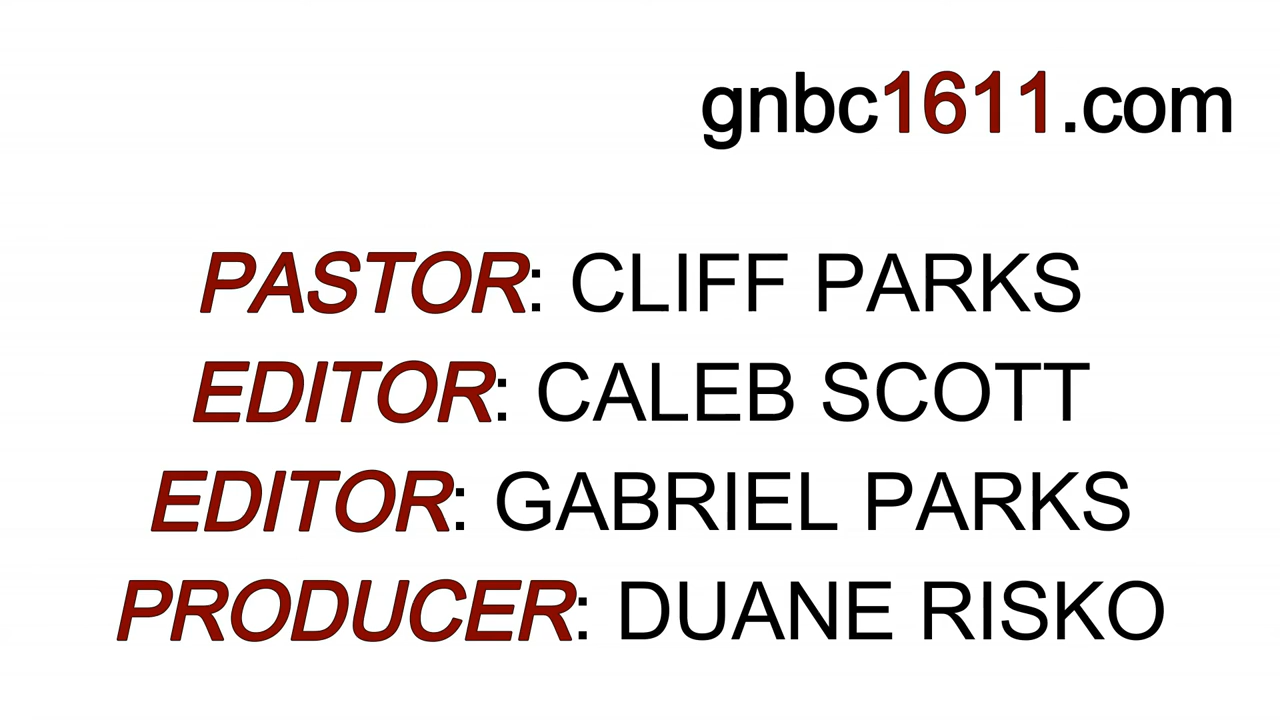 gnbc1611.com
PASTOR: CLIFF PARKS
EDITOR: CALEB SCOTT
EDITOR: GABRIEL PARKS
PRODUCER: DUANE RISKO